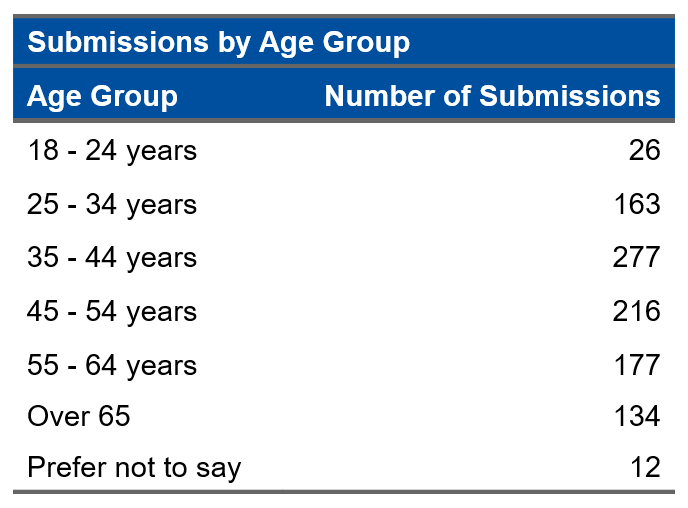 Submissions by Age Group
Age Group Number of Submissions
18 - 24 years 26
25 - 34 years 163
35 - 44 years 277
45 - 54 years 216
55 - 64 years 177
Over 65 134
Prefer not to say 12